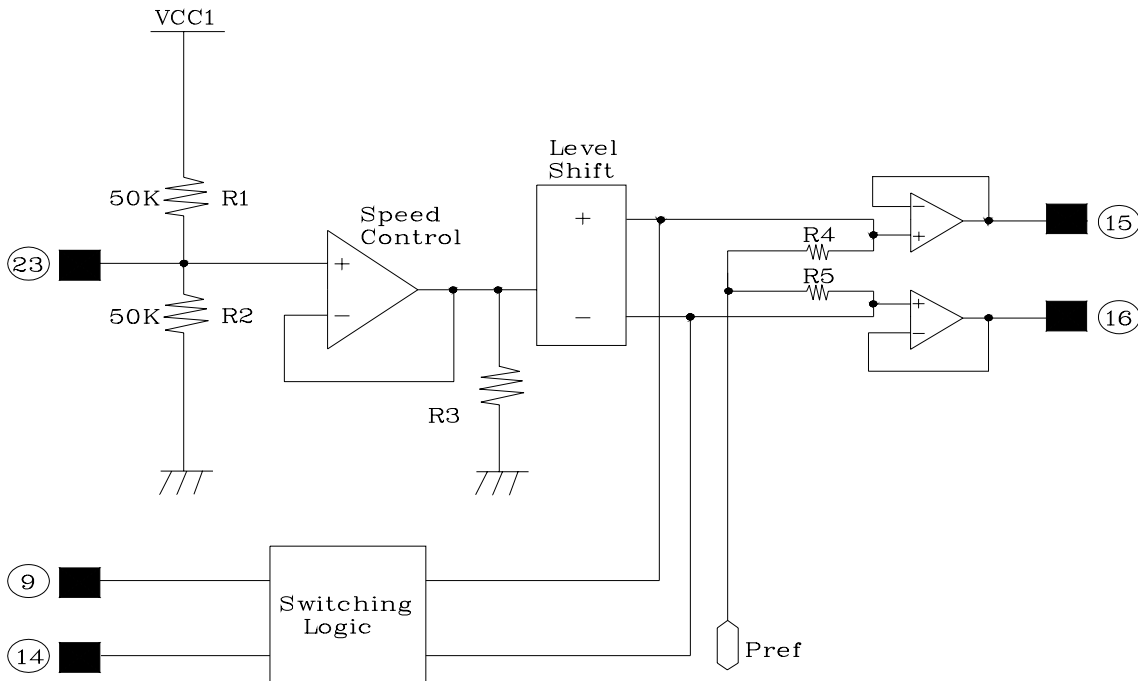 VCC1
Level
Shift
50K R1
Speed
Control
+
R4
−
+
15
23
+
R5
50K R2
−
−
+
−
16
R3
9
Switching
Logic
14
Pref